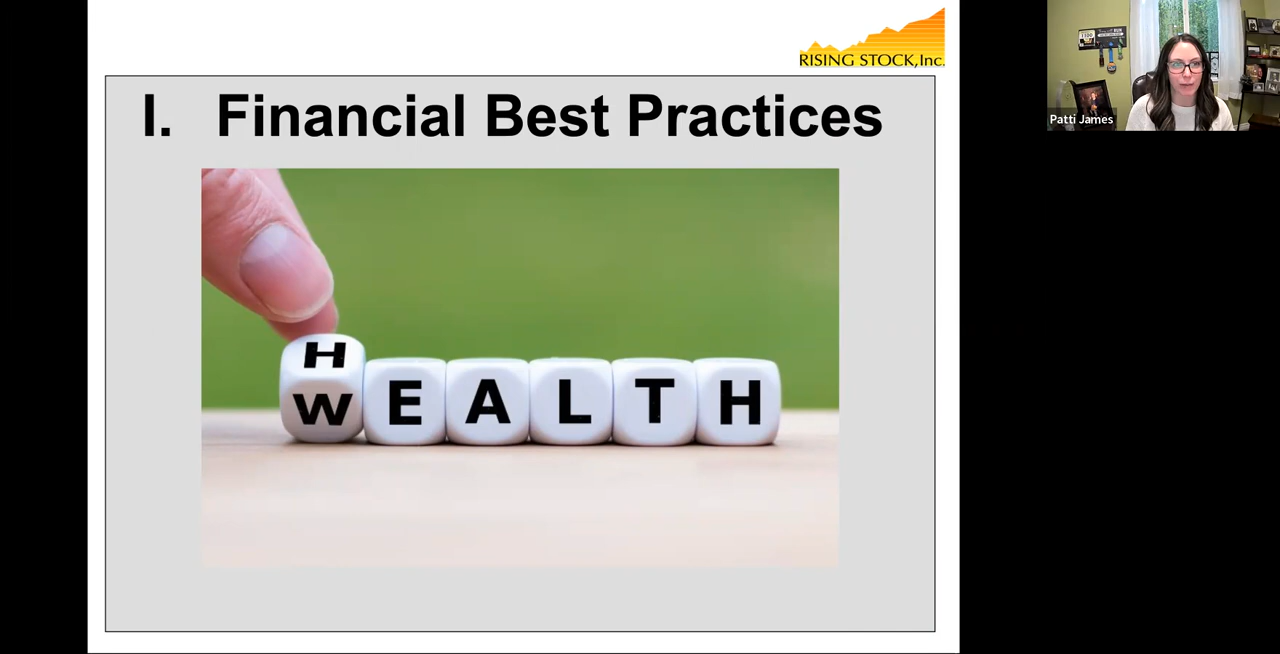 RISING STOCK, Inc.
I. Financial Best Practices
H
WEALTH
Patti James